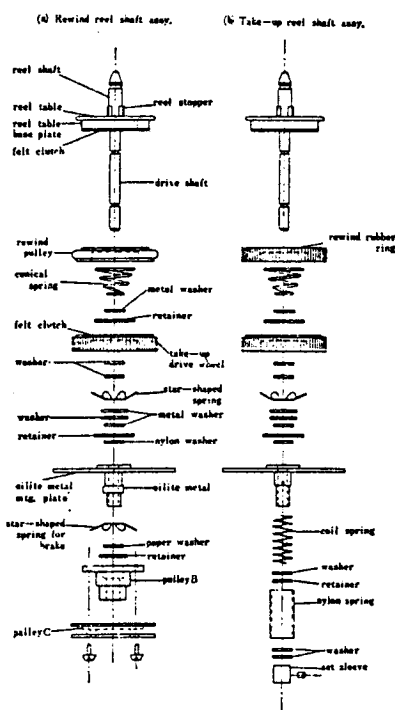 (a) Rewind reel shaft assy.
(b) Take-up reel shaft assy.
reel shaft
reel stopper
reel table
reel table
base plate
felt clutch
drive shaft
rewind
pulley
rewind rubber
ring
conical
spring
metal washer
retainer
felt clutch
take-up
drive wheel
washer
star-shaped
spring
washer
metal washer
retainer
nylon washer
oilite metal
mtg. plate
oilite metal
star-shaped
spring for
brake
paper washer
retainer
pulley B
pulley C
coil spring
washer
retainer
nylon spring
washer
set sleeve